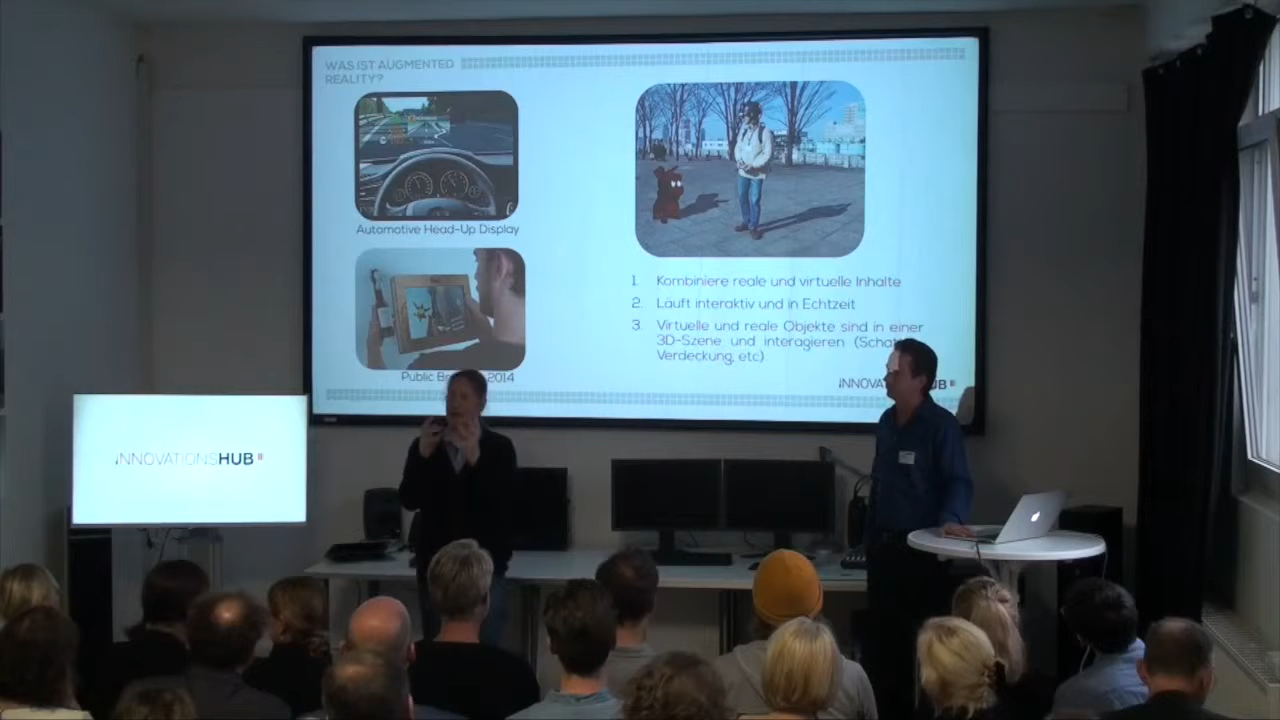 WAS IST AUGMENTED
REALITY?
Automotive Head-Up Display
Public 2014
1. Kombiniere reale und virtuelle Inhalte
2. Läuft interaktiv und in Echtzeit
3. Virtuelle und reale Objekte sind in einer
3D-Szene und interagieren
Verdeckung, etc)
INNOVATIONSHUB